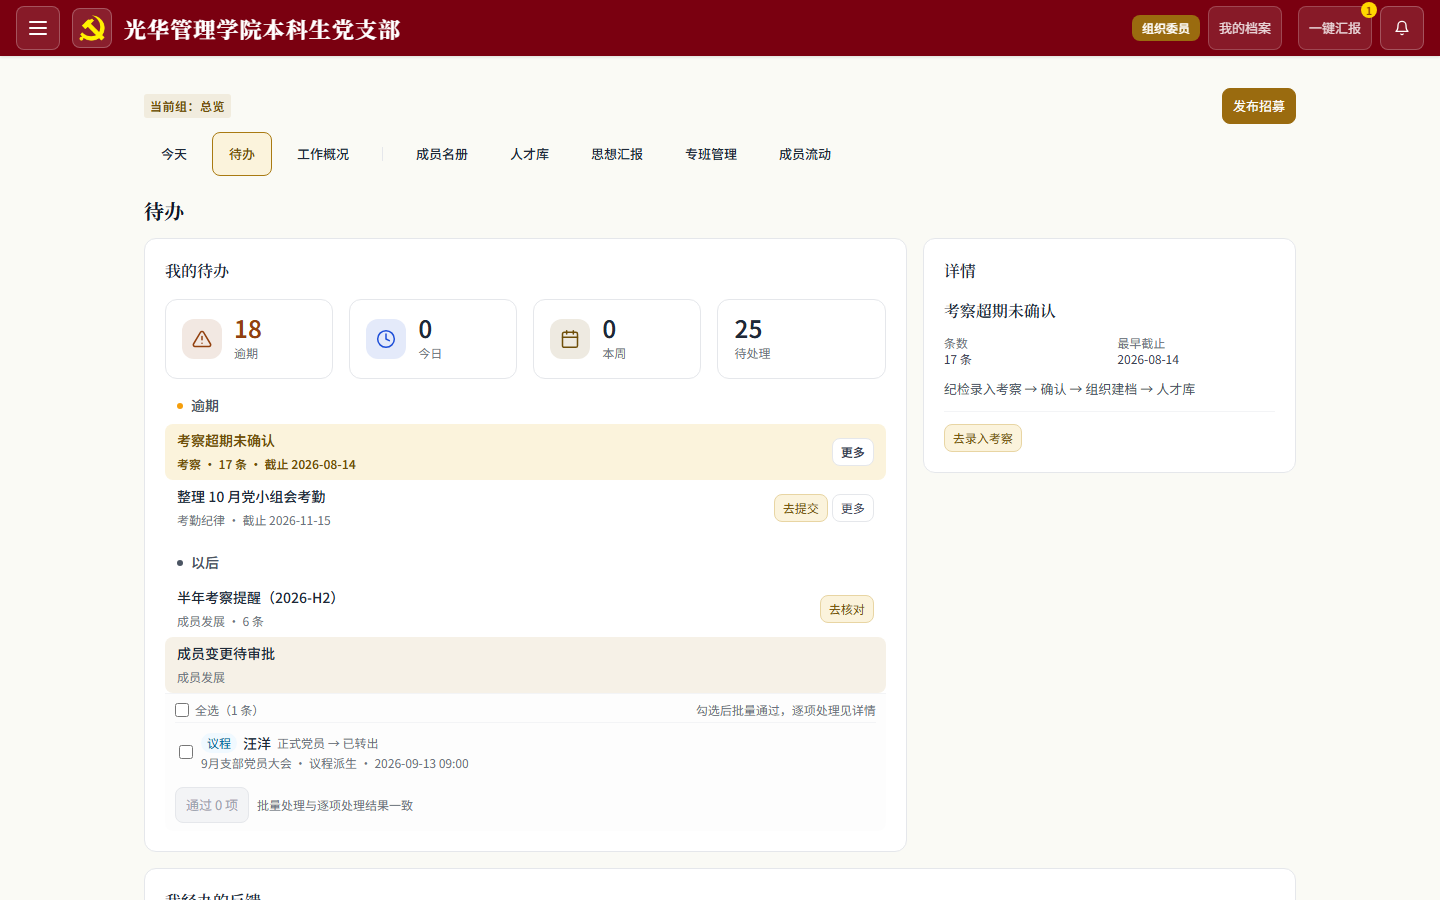 光华管理学院本科生党支部
组织委员
我的档案
一键汇报
1
当前组：总览
发布招募
今天
待办
工作概况
成员名册
人才库
思想汇报
专班管理
成员流动
待办
我的待办
18
逾期
0
今日
0
本周
25
待处理
逾期
考察超期未确认
考察 • 17 条 • 截止 2026-08-14
更多
整理 10 月党小组会考勤
考勤纪律 • 截止 2026-11-15
去提交
更多
以后
半年考察提醒（2026-H2）
成员发展 • 6 条
去核对
成员变更待审批
成员发展
全选（1 条）
勾选后批量通过，逐项处理见详情
议程 汪洋 正式党员 → 已转出
9月支部党员大会 • 议程派生 • 2026-09-13 09:00
通过 0 项
批量处理与逐项处理结果一致
详情
考察超期未确认
条数
17 条
最早截止
2026-08-14
纪检录入考察 → 确认 → 组织建档 → 人才库
去录入考察
我经办的反馈